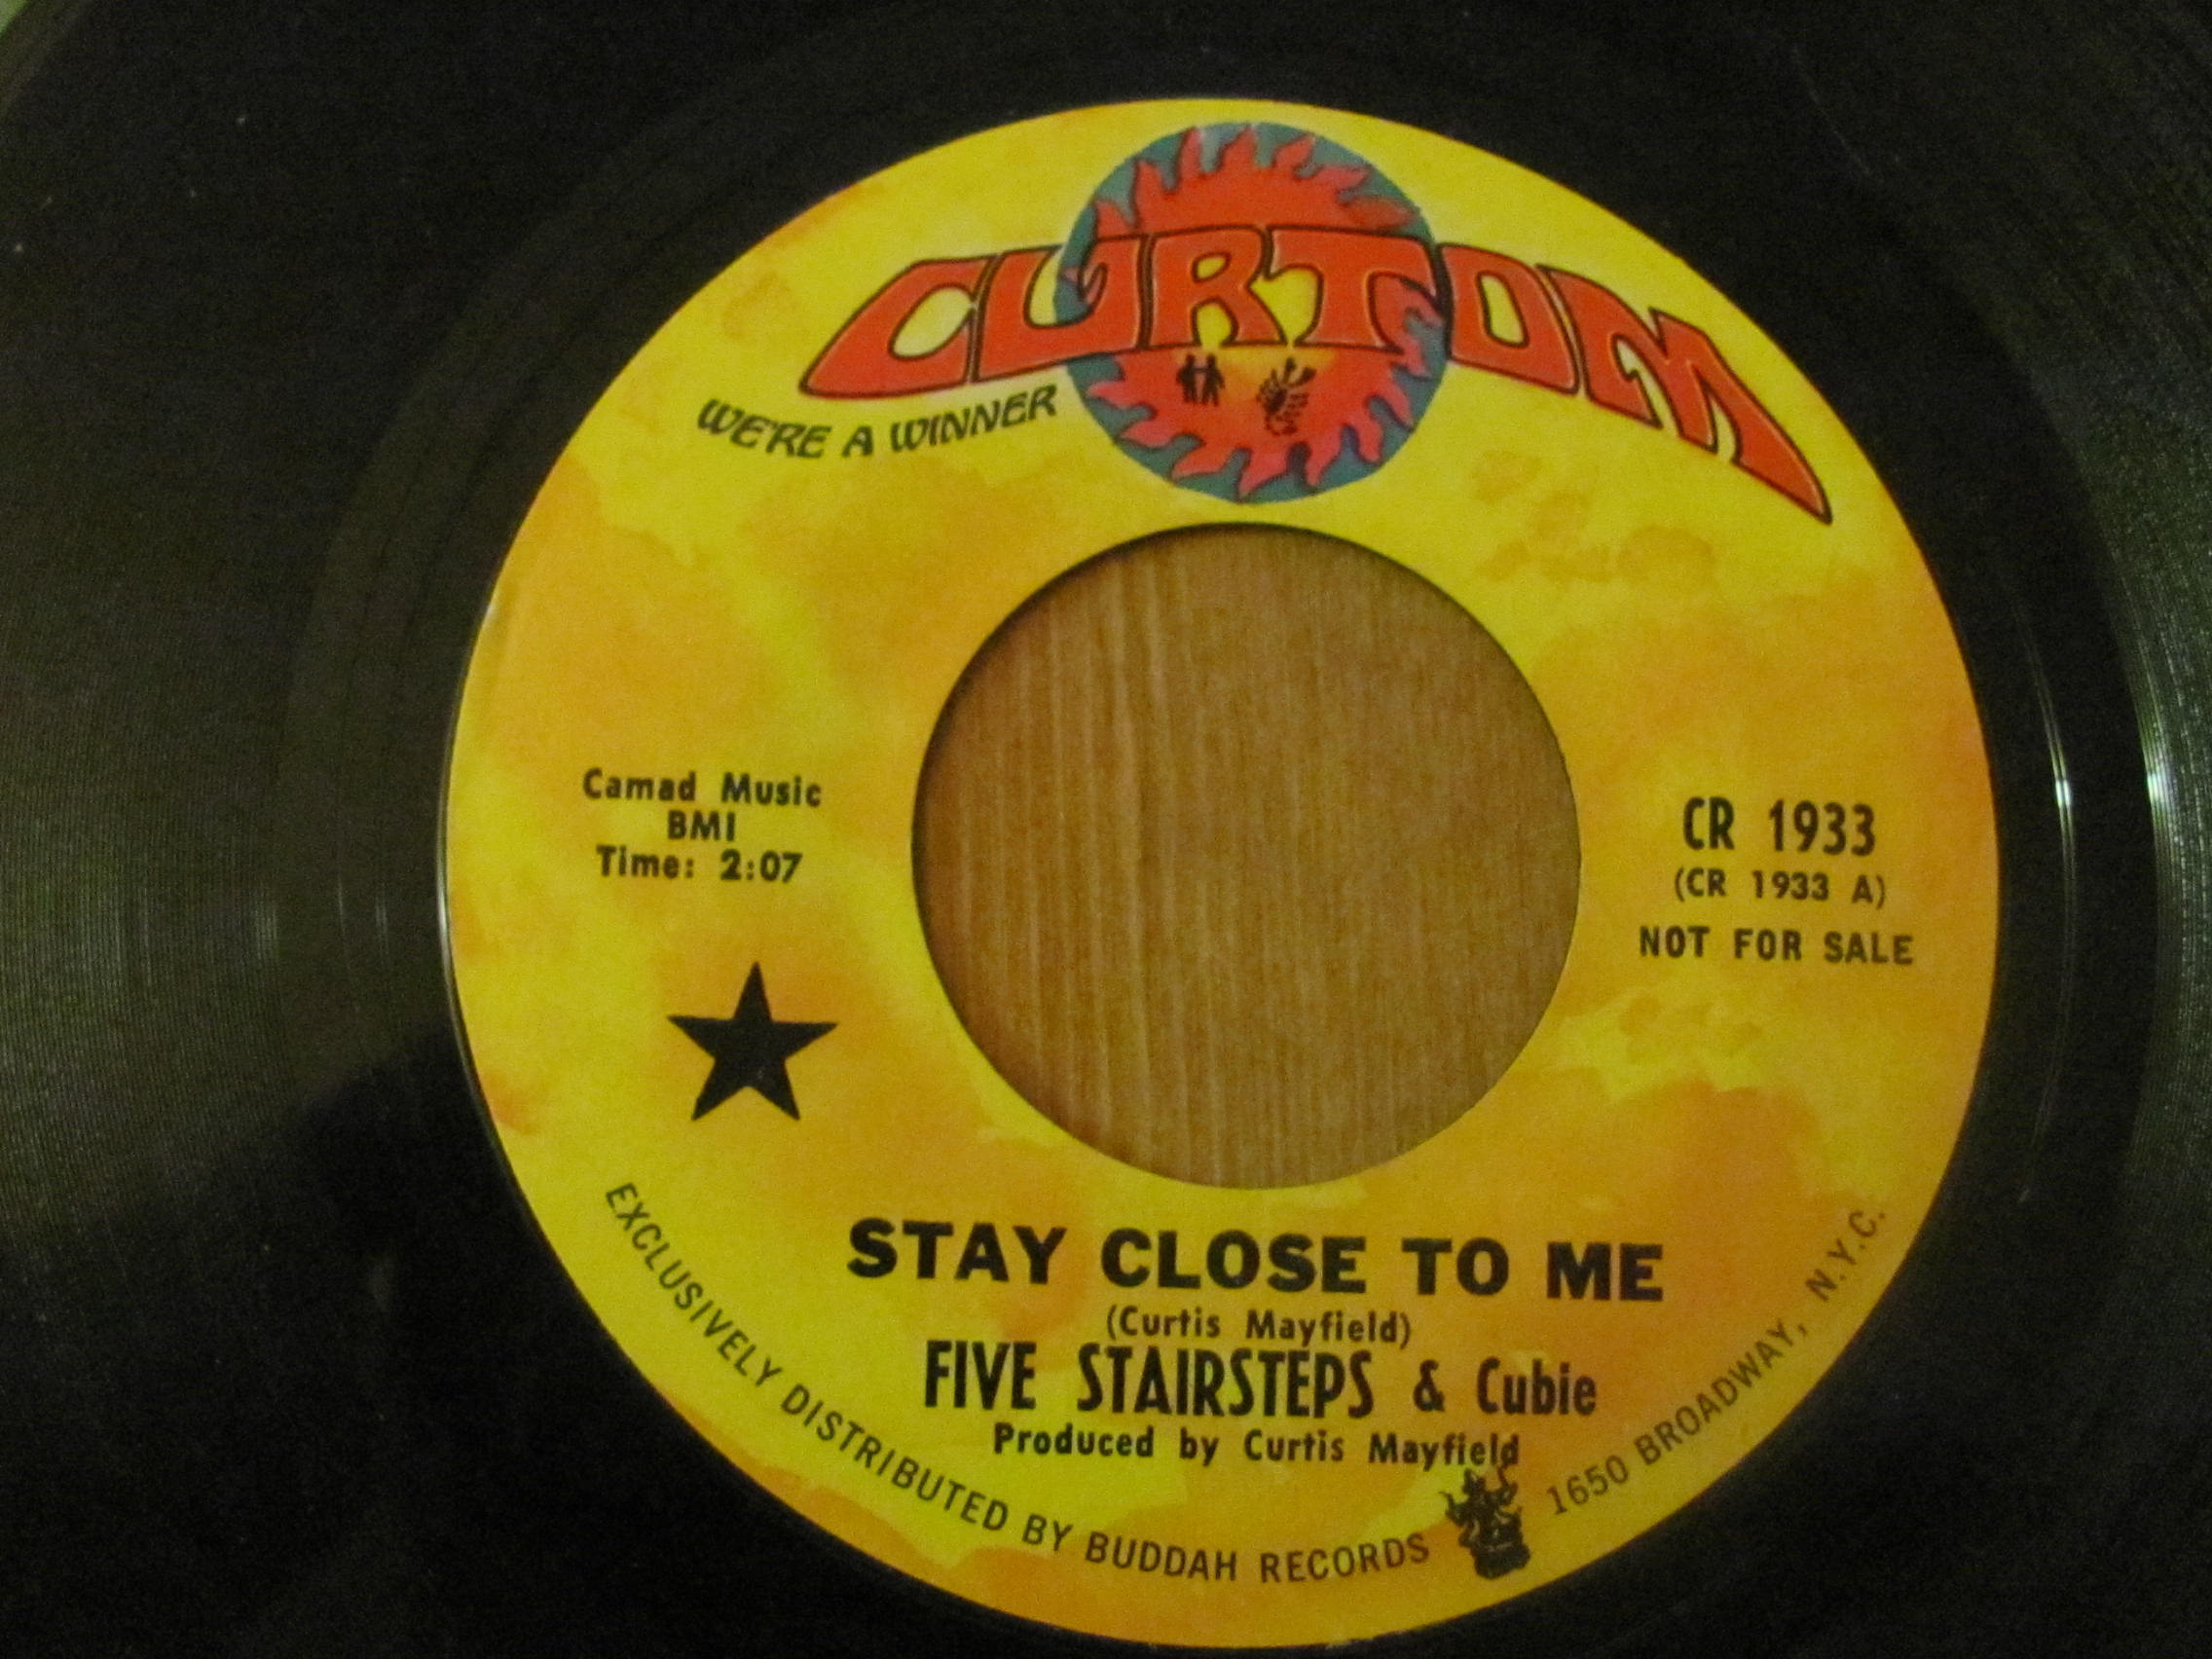 CURTOM
WE'RE A WINNER
Camad Music
BMI
Time: 2:07
CR 1933
(CR 1933 A)
NOT FOR SALE
STAY CLOSE TO ME
(Curtis Mayfield)
FIVE STAIRSTEPS & Cubie
Produced by Curtis Mayfield
EXCLUSIVELY DISTRIBUTED BY BUDDAH RECORDS 1650 BROADWAY, N.Y.C.